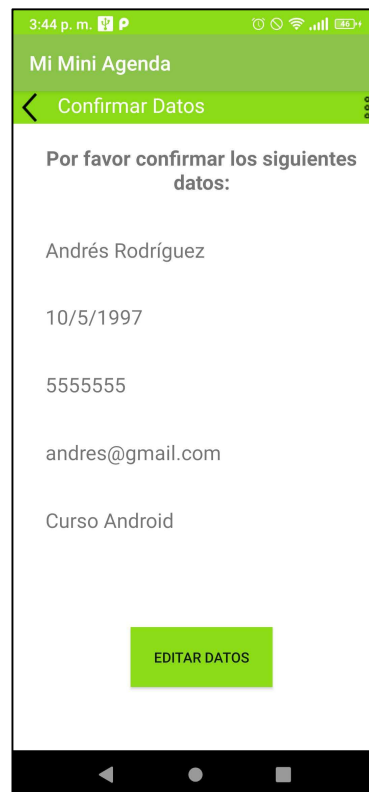 3:44 p. m.
46
Mi Mini Agenda
Confirmar Datos
Por favor confirmar los siguientes
datos:
Andrés Rodríguez
10/5/1997
5555555
andres@gmail.com
Curso Android
EDITAR DATOS